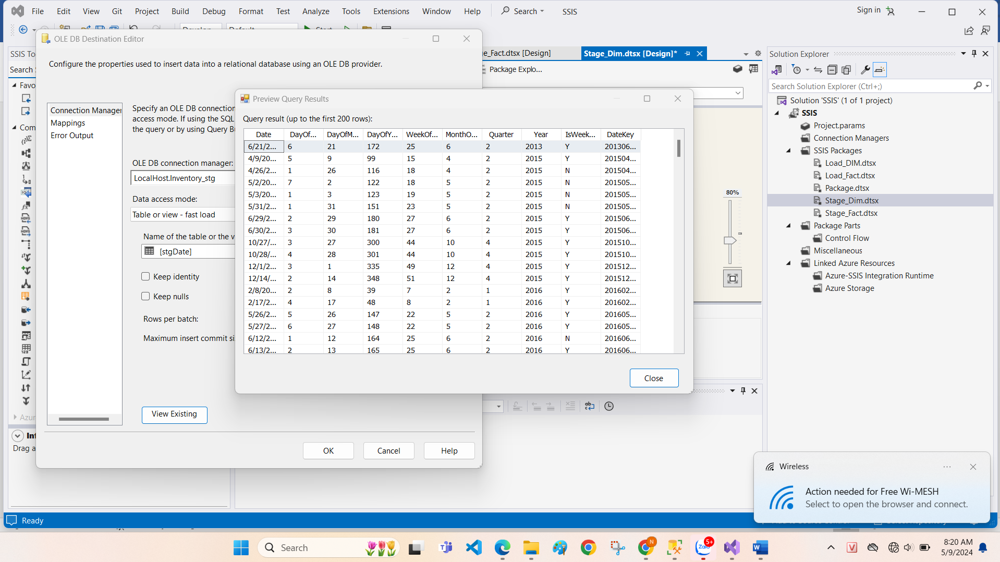 File Edit View Git Project Build Debug Format Test Analyze Tools Extensions Window Help Search SSIS Sign in
OLE DB Destination Editor
Configure the properties used to insert data into a relational database using an OLE DB provider.
Connection Manager
Mappings
Error Output
Specify an OLE DB connection
access mode. If using the SQL
the query or by using Query Bu
OLE DB connection manager:
LocalHost.Inventory_stg
Data access mode:
Table or view - fast load
Name of the table or the v
[stgDate]
Keep identity
Keep nulls
Rows per batch:
Maximum insert commit si
View Existing
OK Cancel Help
SSIS To
Search S
Favo
Com
Azur
Inf
Drag a
e_Fact.dtsx [Design] Stage_Dim.dtsx [Design]*
Package Explo...
Preview Query Results
Query result (up to the first 200 rows):
Date DayOf... DayOfM... DayOfY... WeekOf... MonthO... Quarter Year IsWeek... DateKey
6/21/2... 6 21 172 25 6 2 2013 Y 201306...
4/9/20... 5 9 99 15 4 2 2015 Y 201504...
4/26/2... 1 26 116 18 4 2 2015 N 201504...
5/2/20... 7 2 122 18 5 2 2015 N 201505...
5/3/20... 1 3 123 19 5 2 2015 N 201505...
5/31/2... 1 31 151 23 5 2 2015 N 201505...
6/29/2... 2 29 180 27 6 2 2015 Y 201506...
6/30/2... 3 30 181 27 6 2 2015 Y 201506...
10/27/... 3 27 300 44 10 4 2015 Y 201510...
10/28/... 4 28 301 44 10 4 2015 Y 201510...
12/1/2... 3 1 335 49 12 4 2015 Y 201512...
12/14/... 2 14 348 51 12 4 2015 Y 201512...
2/8/20... 2 8 39 7 2 1 2016 Y 201602...
2/17/2... 4 17 48 8 2 1 2016 Y 201602...
5/26/2... 5 26 147 22 5 2 2016 Y 201605...
5/27/2... 6 27 148 22 5 2 2016 Y 201605...
6/12/2... 1 12 164 25 6 2 2016 N 201606...
6/13/2... 2 13 165 25 6 2 2016 Y 201606...
Close
80%
Solution Explorer
Search Solution Explorer (Ctrl+;)
Solution 'SSIS' (1 of 1 project)
SSIS
Project.params
Connection Managers
SSIS Packages
Load_DIM.dtsx
Load_Fact.dtsx
Package.dtsx
Stage_Dim.dtsx
Stage_Fact.dtsx
Package Parts
Control Flow
Miscellaneous
Linked Azure Resources
Azure-SSIS Integration Runtime
Azure Storage
Wireless
Action needed for Free Wi-MESH
Select to open the browser and connect.
Ready
Search
5+
8:20 AM
5/9/2024